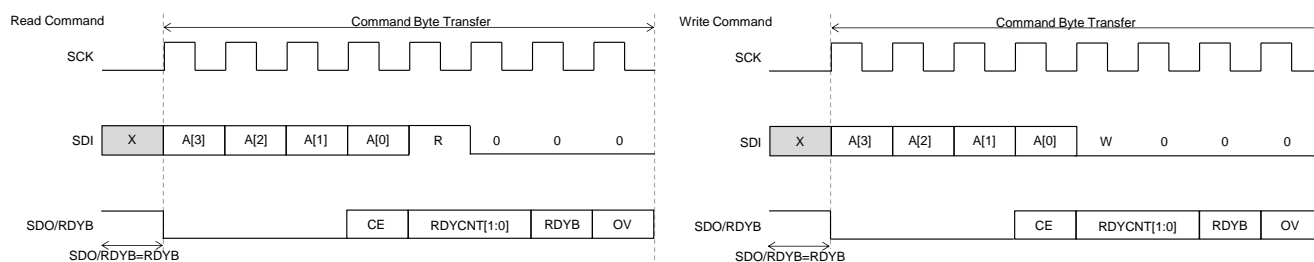 Read Command
Command Byte Transfer
SCK
SDI
X
A[3]
A[2]
A[1]
A[0]
R
0
0
0
SDO/RDYB
CE
RDYCNT[1:0]
RDYB
OV
SDO/RDYB=RDYB
Write Command
Command Byte Transfer
SCK
SDI
X
A[3]
A[2]
A[1]
A[0]
W
0
0
0
SDO/RDYB
CE
RDYCNT[1:0]
RDYB
OV
SDO/RDYB=RDYB